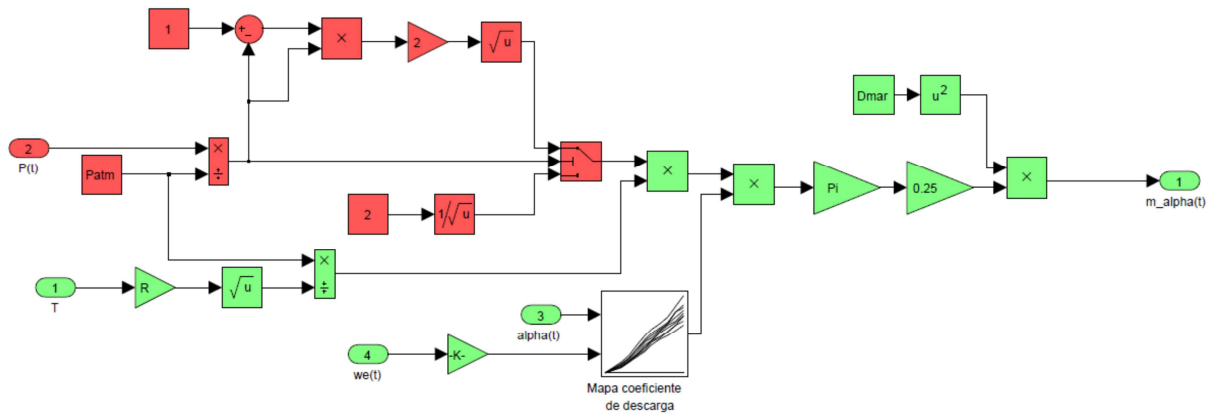 1
+
−
×
2
√u
2
P(t)
Patm
×
÷
2
1/√u
×
×
Pi
0.25
Dmar
u²
×
1
m_alpha(t)
1
T
R
√u
×
÷
3
alpha(t)
4
we(t)
-K-
Mapa coeficiente
de descarga